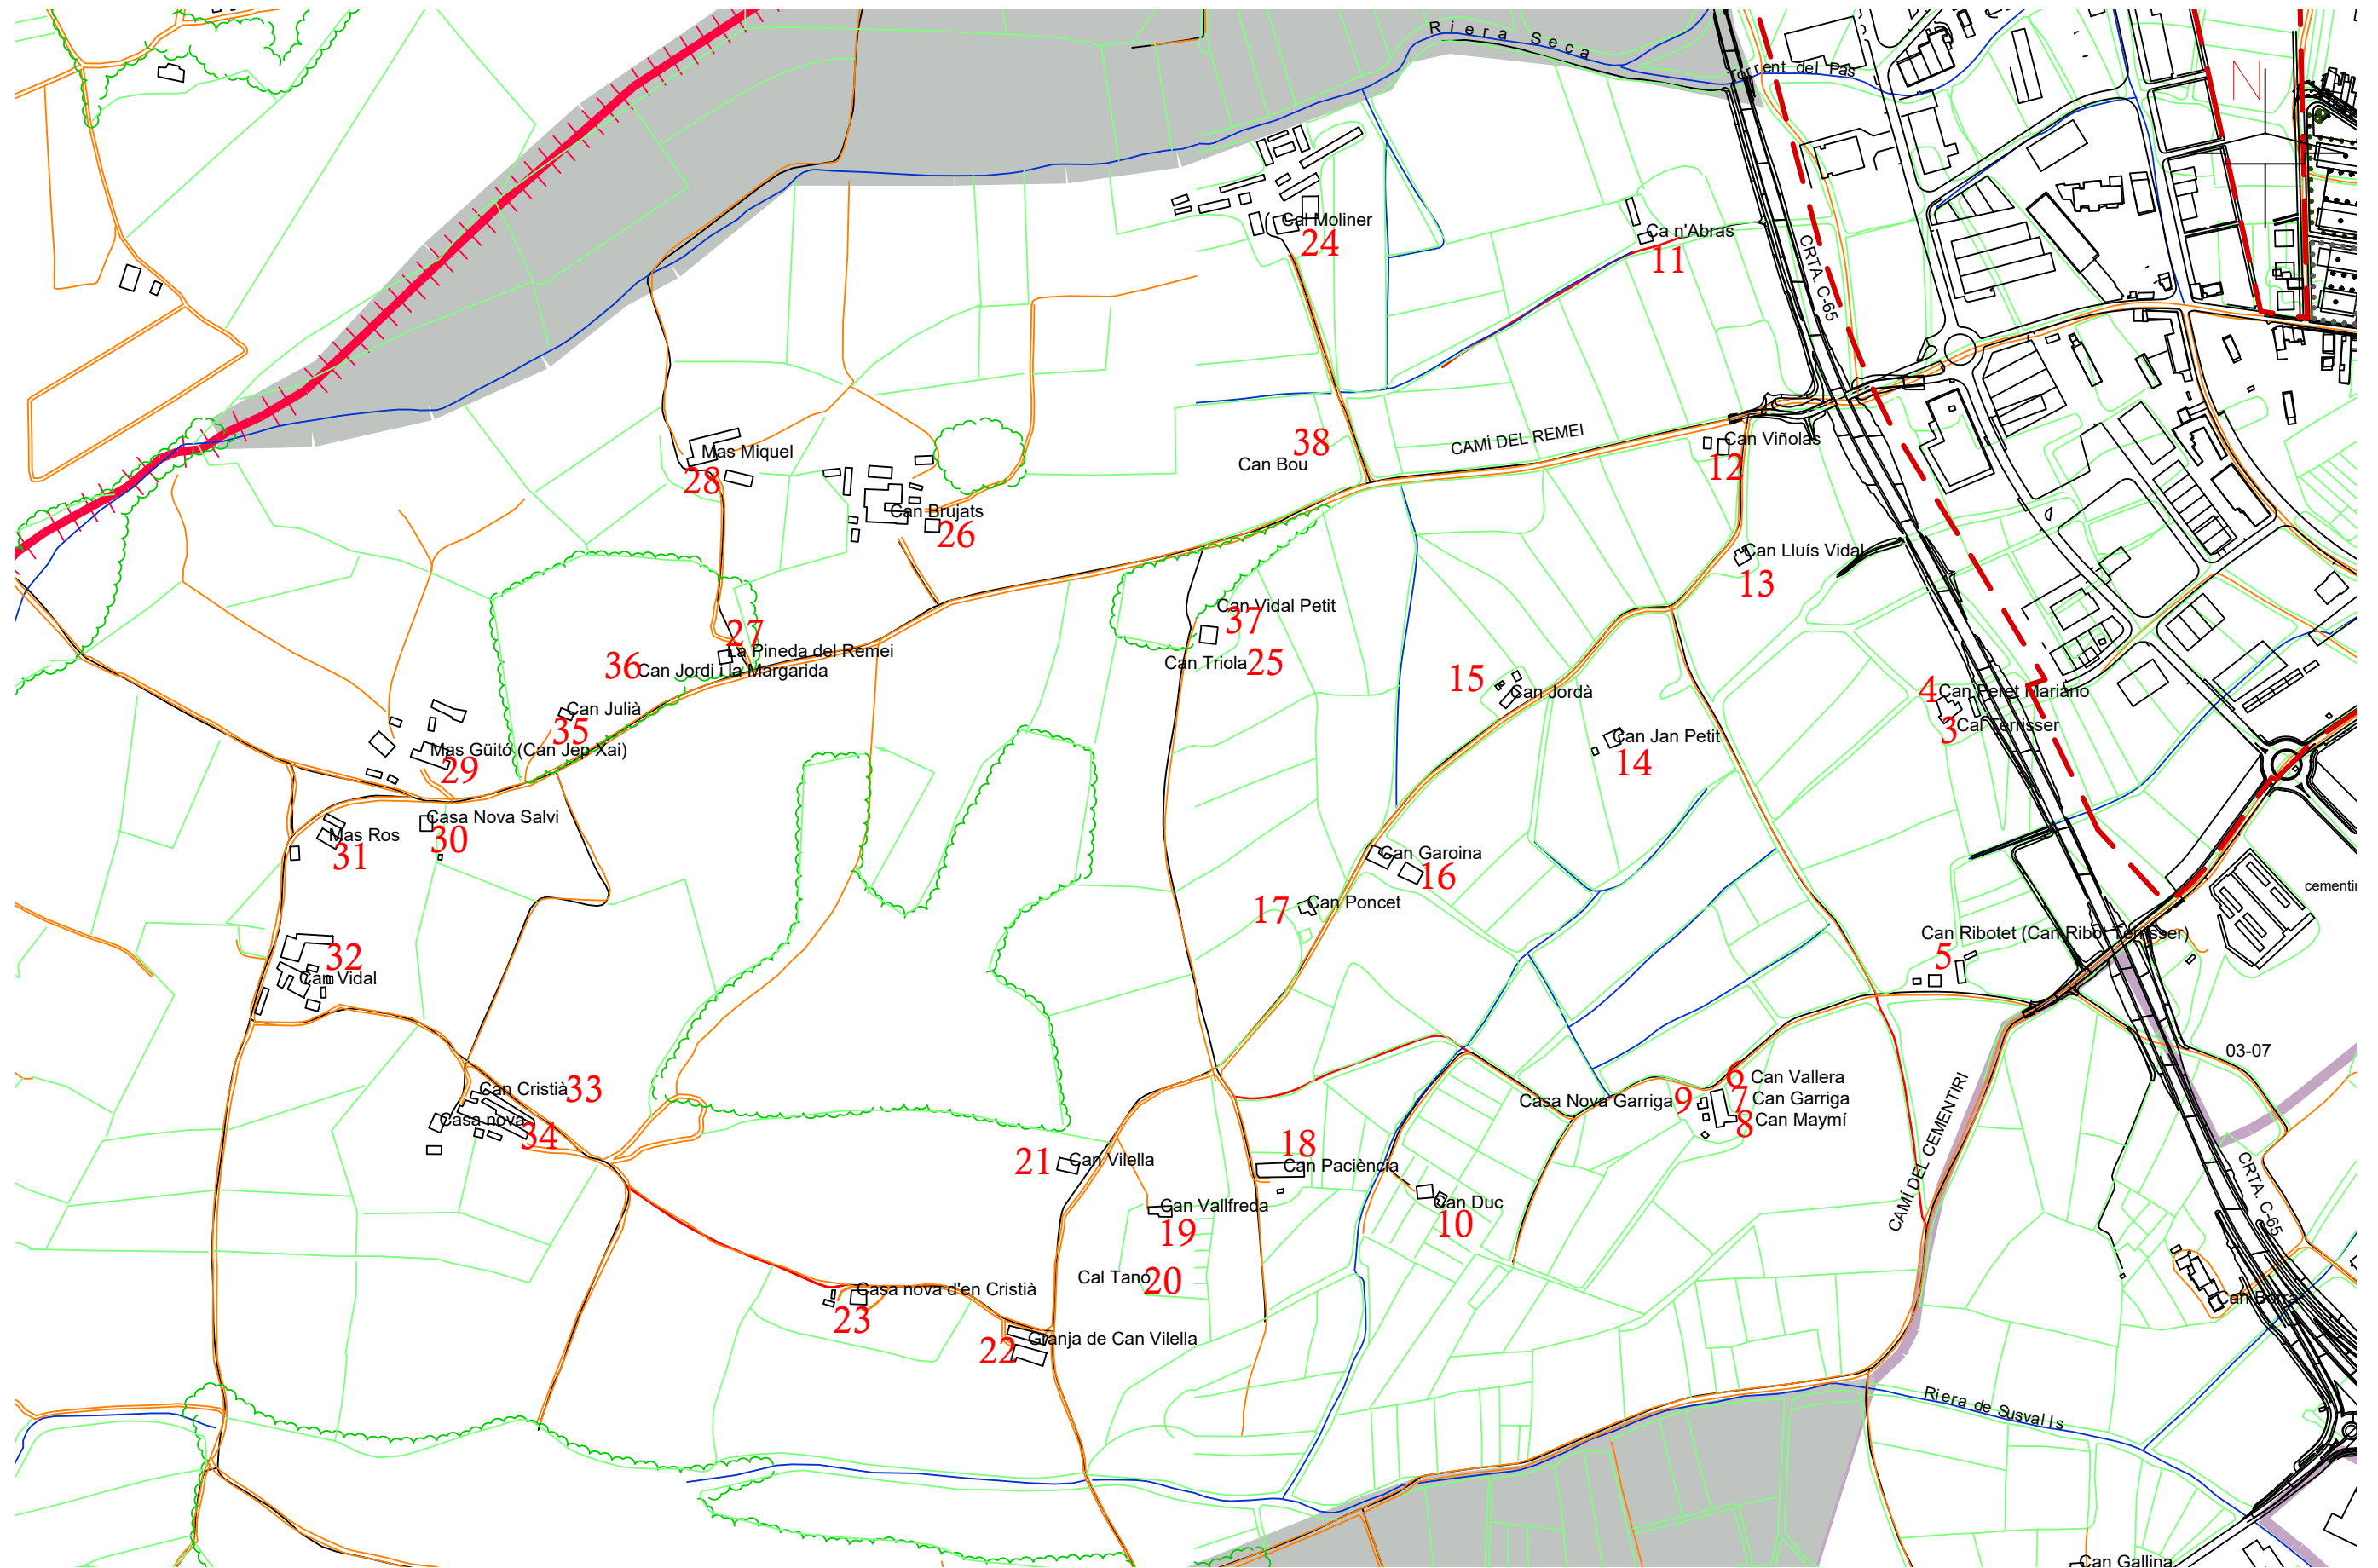 Riera Seca
Torrent del Pas
N
Cal Moliner
24
Ca n'Abras
11
CRTA. C-65
CAMÍ DEL REMEI
38
Can Bou
Can Viñolas
12
Mas Miquel
28
Can Brujats
26
Can Lluís Vidal
13
Can Vidal Petit
37
Can Triola
25
27
La Pineda del Remei
36
Can Jordi i la Margarida
15
Can Jordà
4
Can Peret Mariano
3
Cal Terrisser
Can Julià
35
Can Jan Petit
14
Mas Güitó (Can Jep Xai)
29
Casa Nova Salvi
30
Mas Ros
31
Can Garoina
16
17
Can Poncet
cementiri
Can Ribotet (Can Ribot Terrisser)
5
32
Can Vidal
03-07
Can Cristià
33
Casa nova
34
6
Can Vallera
Casa Nova Garriga
9
7
Can Garriga
8
Can Maymí
CAMÍ DEL CEMENTIRI
18
Can Paciència
21
Can Vilella
Can Vallfreda
19
Can Duc
10
CRTA. C-65
Cal Tano
20
Casa nova d'en Cristià
23
Can Borra
Granja de Can Vilella
22
Riera de Susvalls
Can Gallina